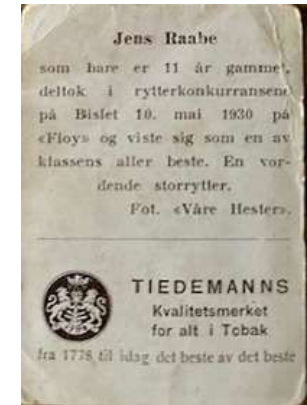 Jens Raabe
som bare er 11 år gammel,
deltok i rytterkonkurransene
på Bislet 10. mai 1930 på
«Floy» og viste sig som en av
klassens aller beste. En vor-
dende storrytter.
Fot. «Våre Hester».
TIEDEMANNS
Kvalitetsmerket
for alt i Tobak
fra 1778 til idag det beste av det beste